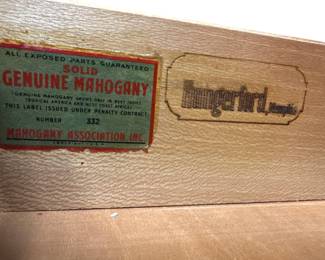 ALL EXPOSED PARTS GUARANTEED
SOLID
GENUINE MAHOGANY
GENUINE MAHOGANY GROWS ONLY IN WEST INDIES
TROPICAL AMERICA AND WEST COAST AFRICA
THIS LABEL ISSUED UNDER PENALTY CONTRACT
NUMBER 332
MAHOGANY ASSOCIATION INC.
Hungerford
Memphis